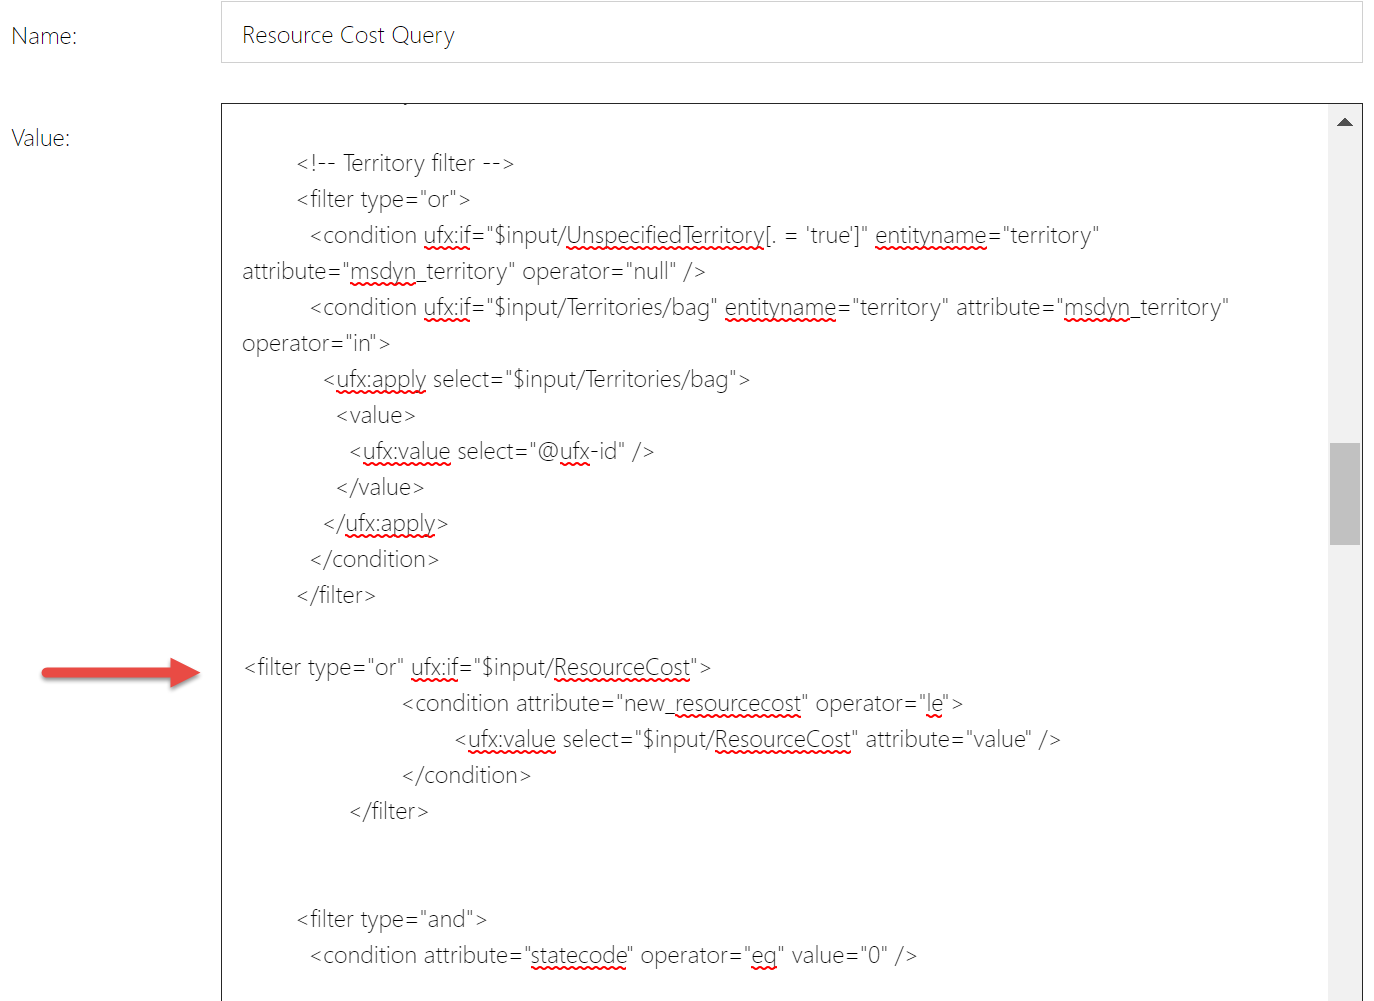 Name:
Resource Cost Query
Value:
<!-- Territory filter -->
<filter type="or">
<condition ufx:if="$input/UnspecifiedTerritory[. = 'true']" entityname="territory"
attribute="msdyn_territory" operator="null" />
<condition ufx:if="$input/Territories/bag" entityname="territory" attribute="msdyn_territory"
operator="in">
<ufx:apply select="$input/Territories/bag">
<value>
<ufx:value select="@ufx-id" />
</value>
</ufx:apply>
</condition>
</filter>
<filter type="or" ufx:if="$input/ResourceCost">
<condition attribute="new_resourcecost" operator="le">
<ufx:value select="$input/ResourceCost" attribute="value" />
</condition>
</filter>
<filter type="and">
<condition attribute="statecode" operator="eq" value="0" />